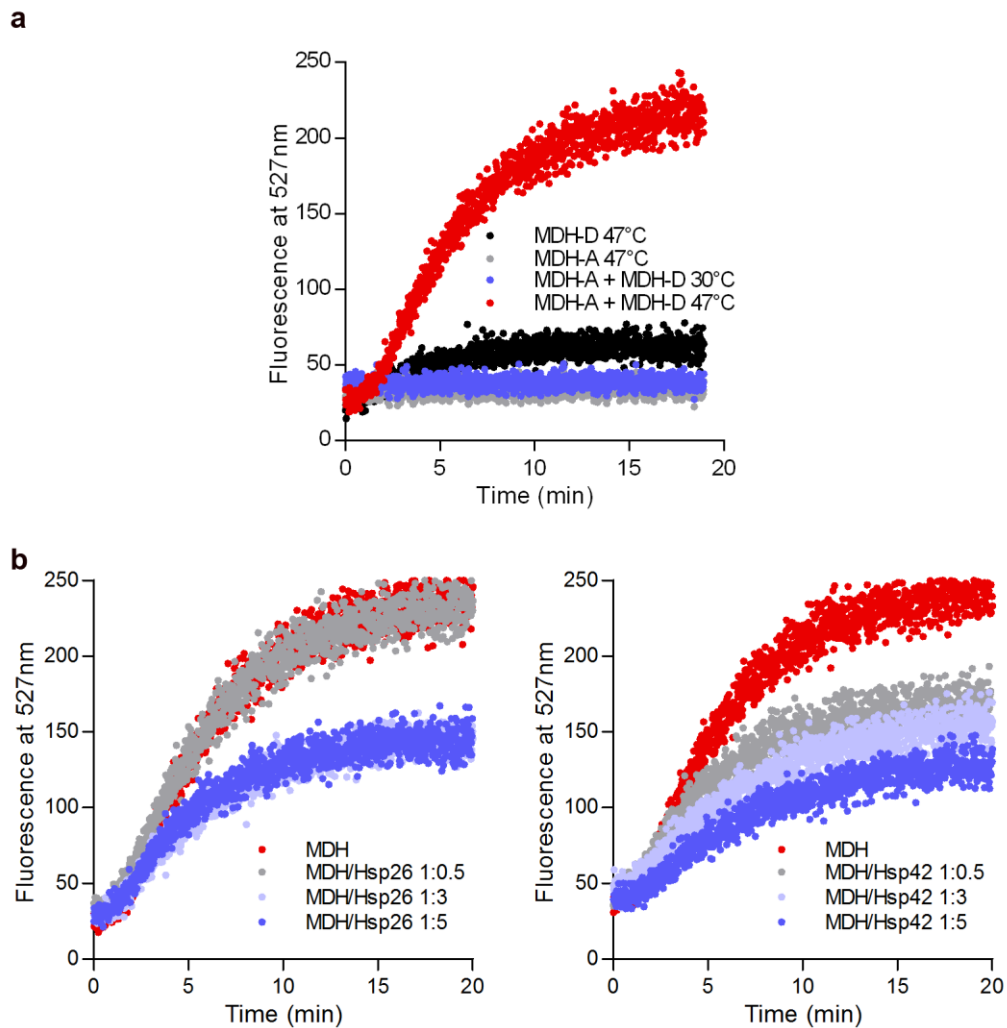 a
Fluorescence at 527nm
250
200
150
100
50
0
MDH-D 47°C
MDH-A 47°C
MDH-A + MDH-D 30°C
MDH-A + MDH-D 47°C
0 5 10 15 20
Time (min)
b
Fluorescence at 527nm
250
200
150
100
50
0
MDH
MDH/Hsp26 1:0.5
MDH/Hsp26 1:3
MDH/Hsp26 1:5
0 5 10 15 20
Time (min)
Fluorescence at 527nm
250
200
150
100
50
0
MDH
MDH/Hsp42 1:0.5
MDH/Hsp42 1:3
MDH/Hsp42 1:5
0 5 10 15 20
Time (min)